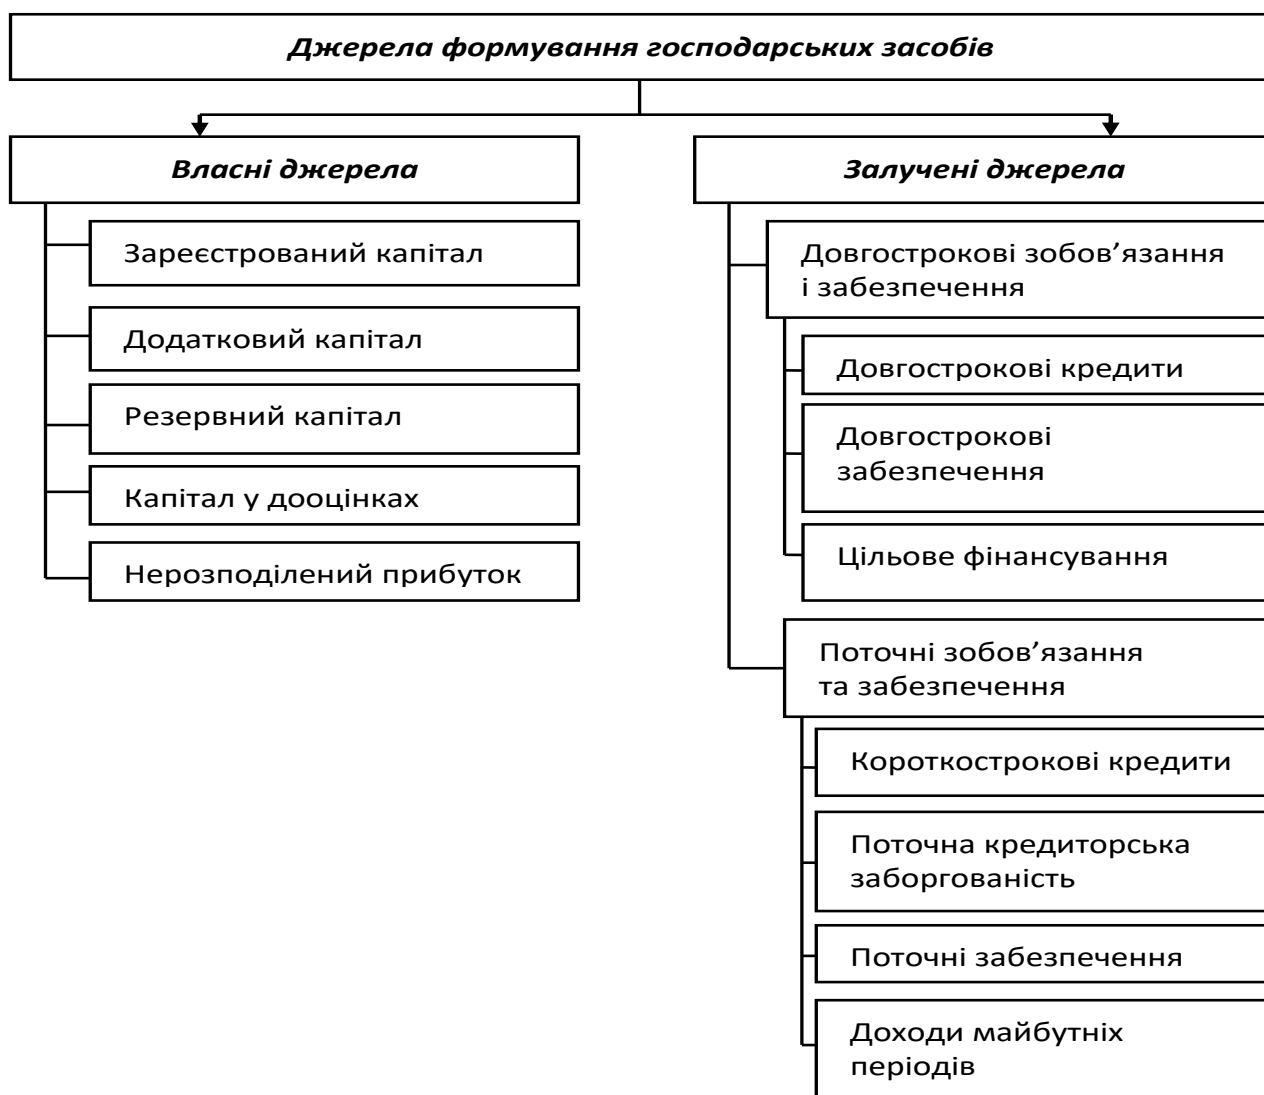 Джерела формування господарських засобів
Власні джерела
Зареєстрований капітал
Додатковий капітал
Резервний капітал
Капітал у дооцінках
Нерозподілений прибуток
Залучені джерела
Довгострокові зобов’язання
і забезпечення
Довгострокові кредити
Довгострокові
забезпечення
Цільове фінансування
Поточні зобов’язання
та забезпечення
Короткострокові кредити
Поточна кредиторська
заборгованість
Поточні забезпечення
Доходи майбутніх
періодів